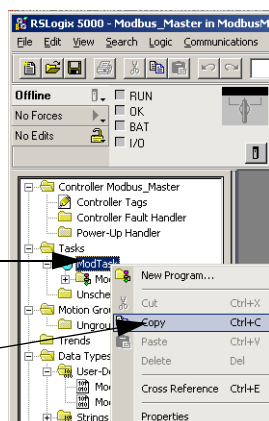 RSLogix 5000 - Modbus_Master in ModbusM
File Edit View Search Logic Communications
Offline
RUN
No Forces
OK
BAT
No Edits
I/O
Controller Modbus_Master
Controller Tags
Controller Fault Handler
Power-Up Handler
Tasks
ModTask
New Program...
Cut Ctrl+X
Motion Gro
Copy Ctrl+C
Ungrou
Paste Ctrl+V
Trends
Data Types
Delete Del
User-De
Cross Reference Ctrl+E
Strings
Properties